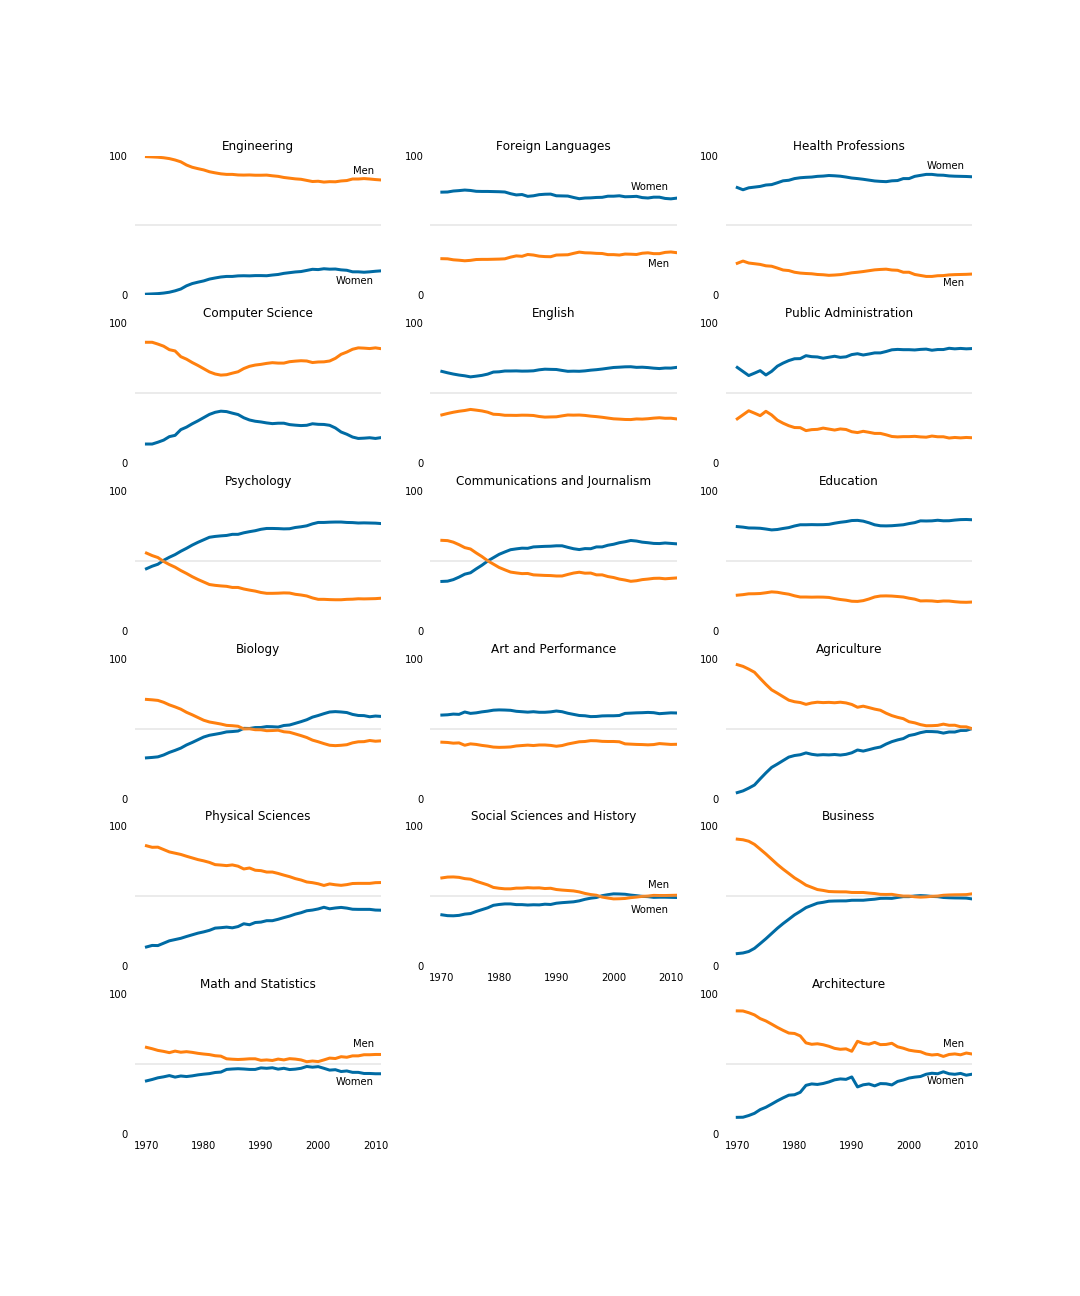 Engineering
100
Men
Women
0
Foreign Languages
100
Women
Men
0
Health Professions
100
Women
Men
0
Computer Science
100
0
English
100
0
Public Administration
100
0
Psychology
100
0
Communications and Journalism
100
0
Education
100
0
Biology
100
0
Art and Performance
100
0
Agriculture
100
0
Physical Sciences
100
0
Social Sciences and History
100
Men
Women
0
1970 1980 1990 2000 2010
Business
100
0
Math and Statistics
100
Men
Women
0
1970 1980 1990 2000 2010
Architecture
100
Men
Women
0
1970 1980 1990 2000 2010